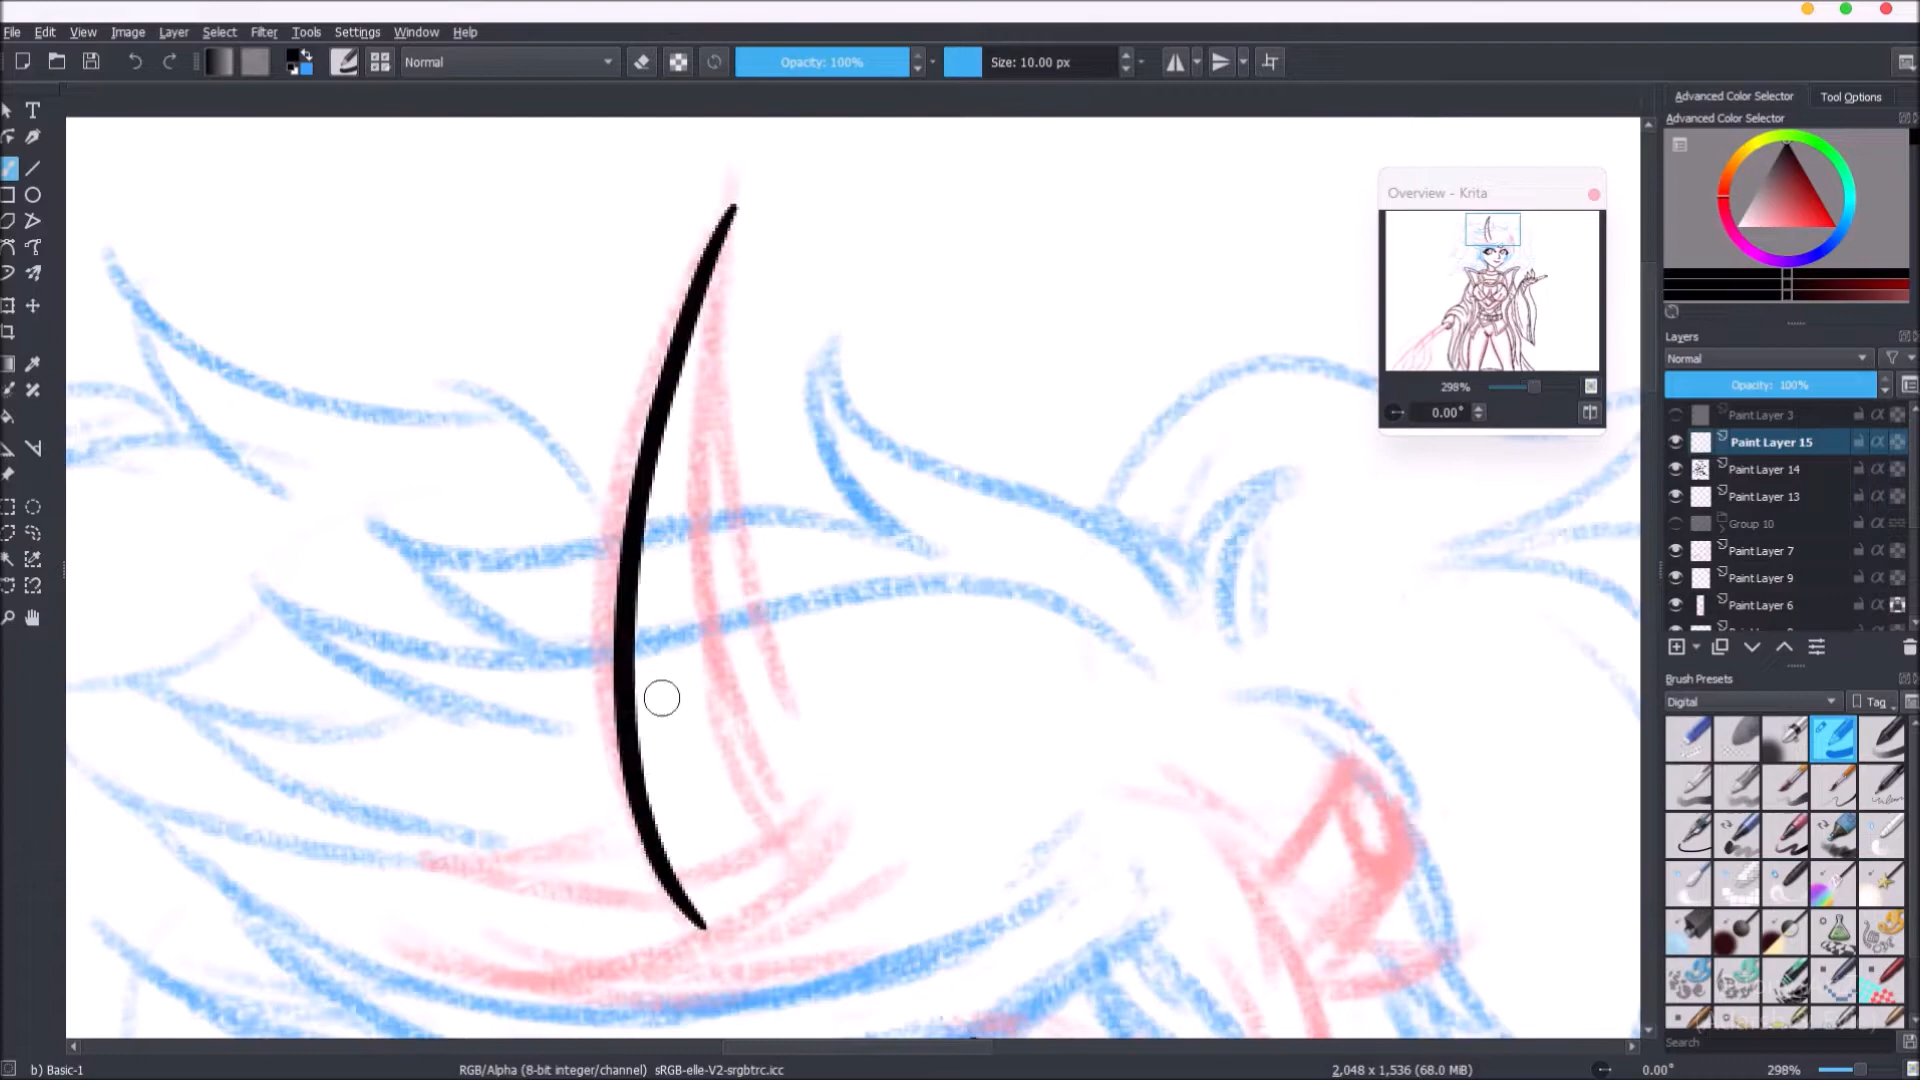 File Edit View Image Layer Select Filter Tools Settings Window Help
Normal Opacity: 100% Size: 10.00 px
T
Advanced Color Selector Tool Options
Advanced Color Selector
Overview - Krita
298%
0.00°
Layers
Normal
Opacity: 100%
Paint Layer 3
Paint Layer 15
Paint Layer 14
Paint Layer 13
Group 10
Paint Layer 7
Paint Layer 9
Paint Layer 6
Brush Presets
Digital Tag
Search
b) Basic-1 RGB/Alpha (8-bit integer/channel) sRGB-elle-V2-srgbtrc.icc 2,048 x 1,536 (68.0 MiB) 0.00° 298%